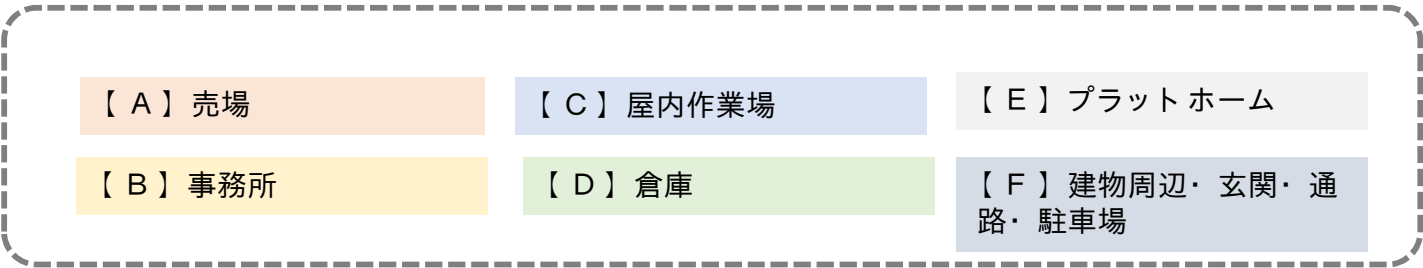 【 A 】売場
【 C 】屋内作業場
【 E 】プラットホーム
【 B 】事務所
【 D 】倉庫
【 F 】建物周辺・玄関・通
路・駐車場